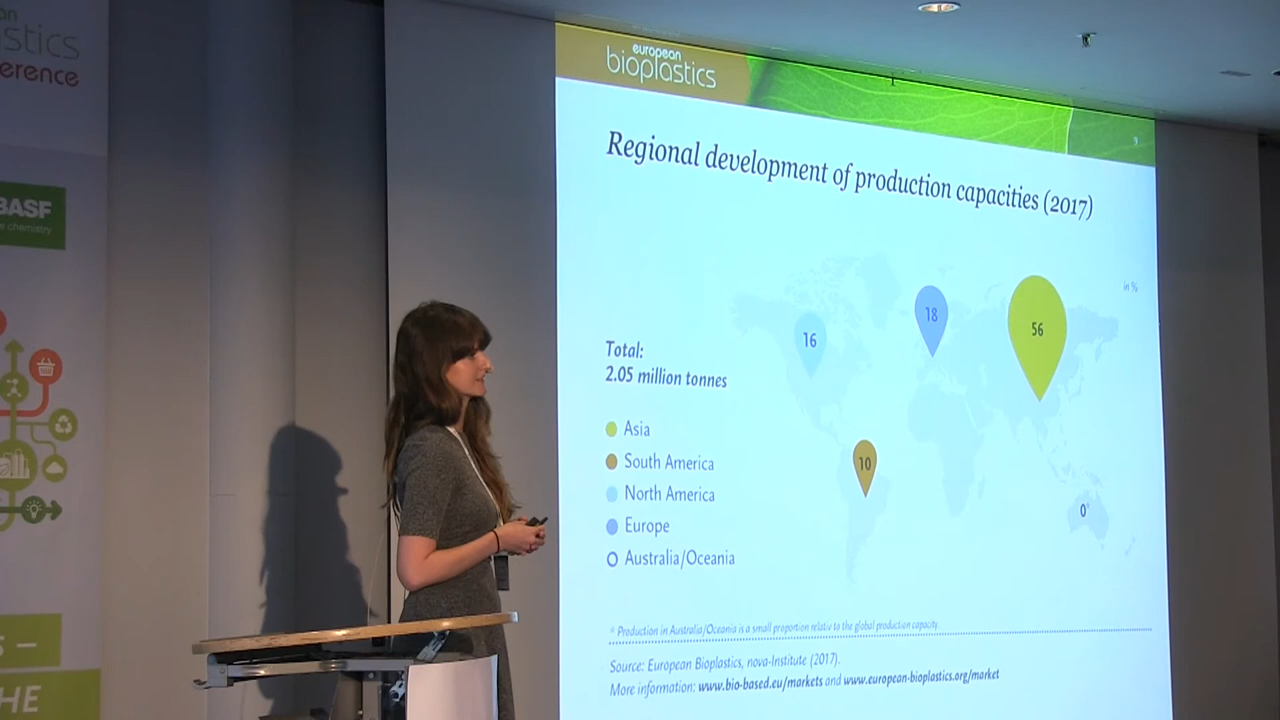 an
stics
erence
BASF
e chemistry
S –
HE
european
bioplastics
9
Regional development of production capacities (2017)
in %
Total:
2.05 million tonnes
Asia
South America
North America
Europe
Australia/Oceania
16
18
56
10
0*
* Production in Australia/Oceania is a small proportion relativ to the global production capacity.
Source: European Bioplastics, nova-Institute (2017).
More information: www.bio-based.eu/markets and www.european-bioplastics.org/market